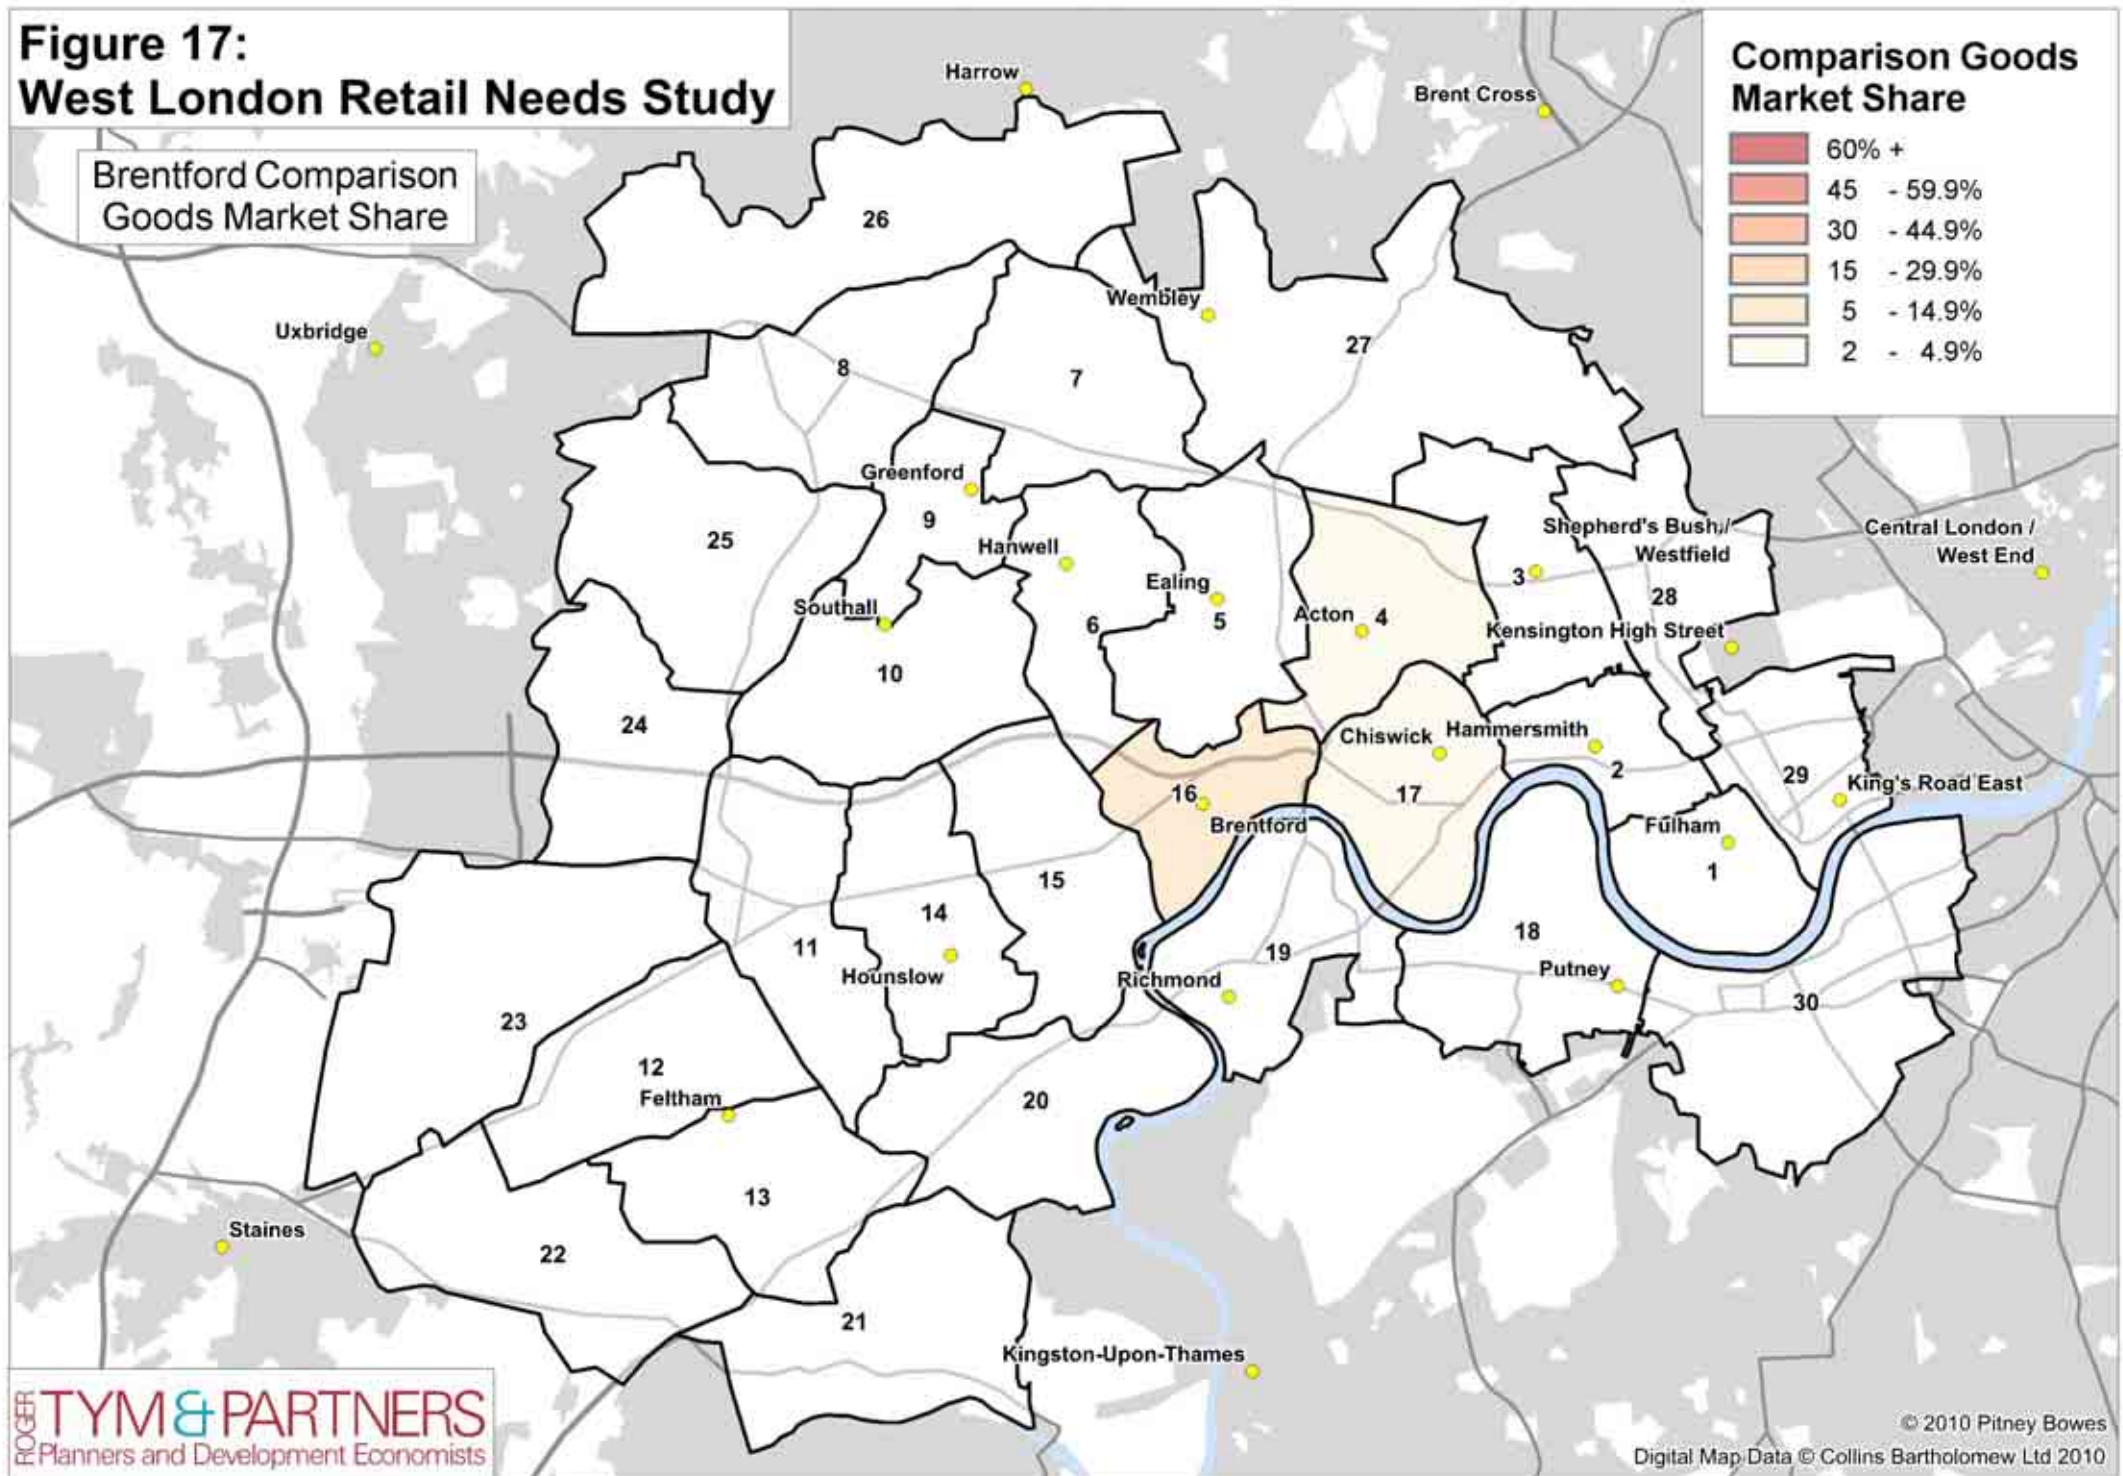 Figure 17:
West London Retail Needs Study
Brentford Comparison
Goods Market Share
Comparison Goods
Market Share
60% +
45 - 59.9%
30 - 44.9%
15 - 29.9%
5 - 14.9%
2 - 4.9%
Harrow
Brent Cross
26
Wembley
Uxbridge
27
8
7
Greenford
9
25
Hanwell
Shepherd's Bush /
Westfield
Central London /
West End
3
Ealing
28
Southall
6
5
Acton
4
Kensington High Street
10
24
Chiswick
Hammersmith
2
29
King's Road East
16
17
Brentford
Fulham
1
15
14
11
18
19
Hounslow
Richmond
Putney
30
23
12
Feltham
20
13
Staines
22
21
Kingston-Upon-Thames
ROGER
TYM & PARTNERS
Planners and Development Economists
© 2010 Pitney Bowes
Digital Map Data © Collins Bartholomew Ltd 2010